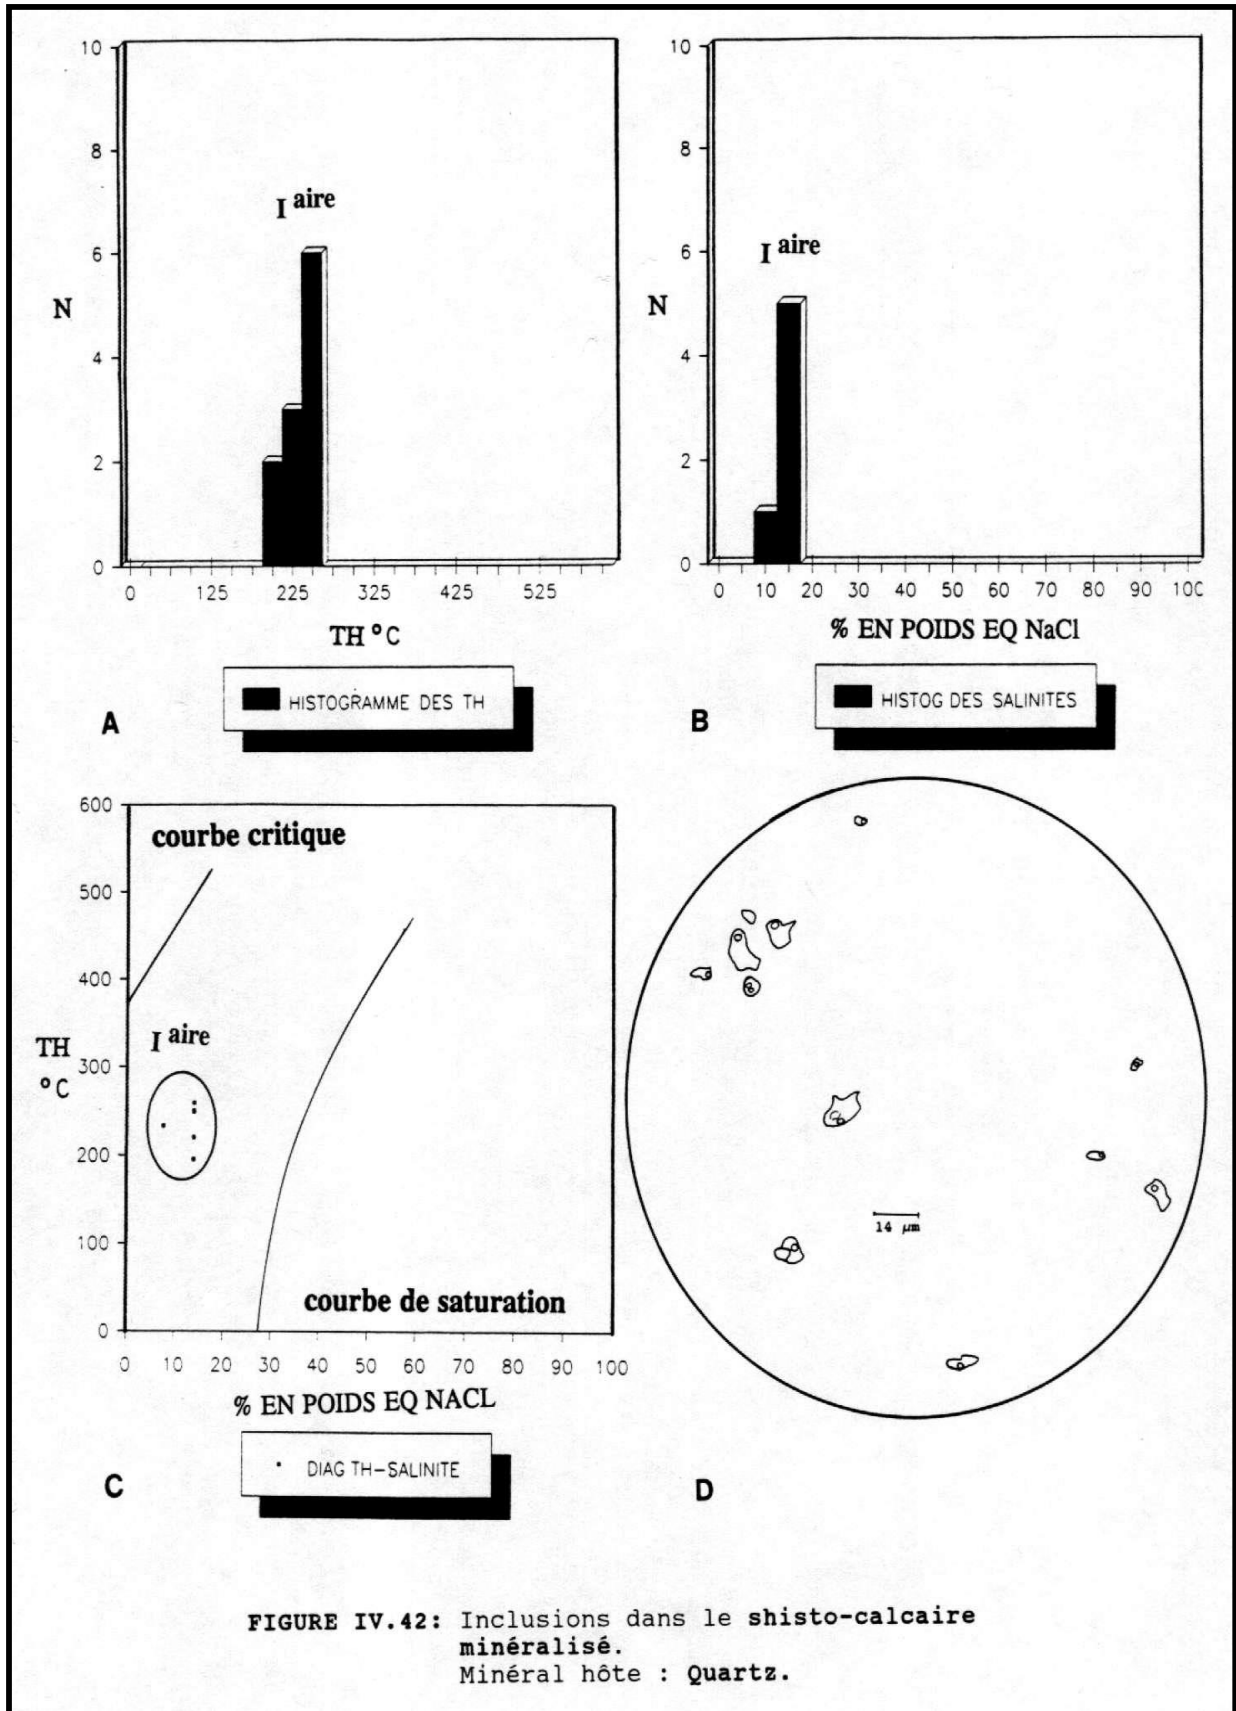 10
8
6
4
2
0
N
I aire
0 125 225 325 425 525
TH °C
HISTOGRAMME DES TH
A
10
8
6
4
2
0
N
I aire
0 10 20 30 40 50 60 70 80 90 100
% EN POIDS EQ NaCl
HISTOG DES SALINITES
B
600
500
400
300
200
100
0
TH
°C
courbe critique
I aire
courbe de saturation
0 10 20 30 40 50 60 70 80 90 100
% EN POIDS EQ NACL
DIAG TH-SALINITE
C
14 µm
D
FIGURE IV.42: Inclusions dans le shisto-calcaire
minéralisé.
Minéral hôte : Quartz.